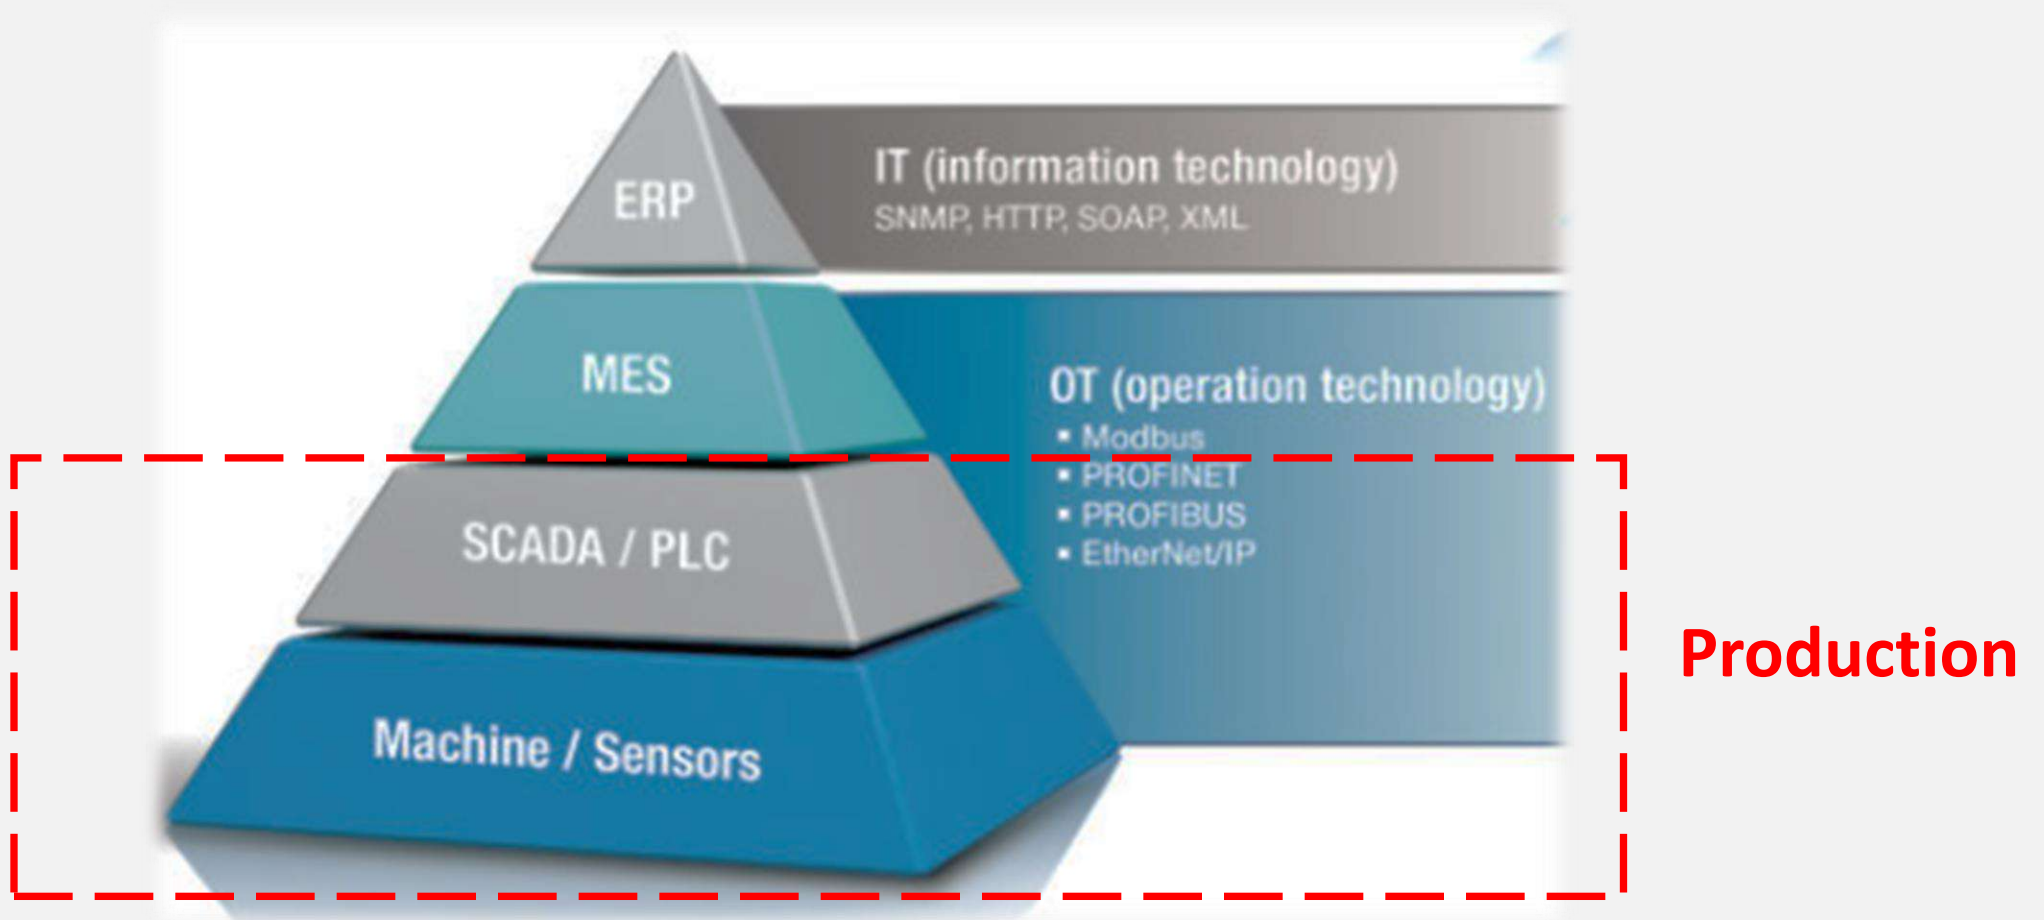 ERP
IT (information technology)
SNMP, HTTP, SOAP, XML
MES
OT (operation technology)
▪ Modbus
▪ PROFINET
▪ PROFIBUS
▪ EtherNet/IP
SCADA / PLC
Machine / Sensors
Production